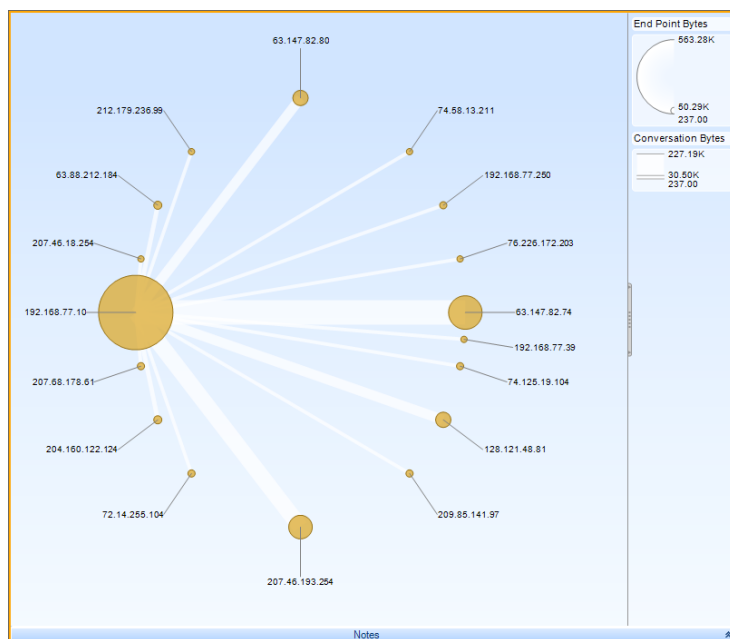 End Point Bytes
563.28K
50.29K
237.00
Conversation Bytes
227.19K
30.50K
237.00
63.147.82.80
212.179.236.99
74.58.13.211
63.88.212.184
192.168.77.250
207.46.18.254
76.226.172.203
192.168.77.10
63.147.82.74
192.168.77.39
207.68.178.61
74.125.19.104
204.160.122.124
128.121.48.81
72.14.255.104
209.85.141.97
207.46.193.254
Notes